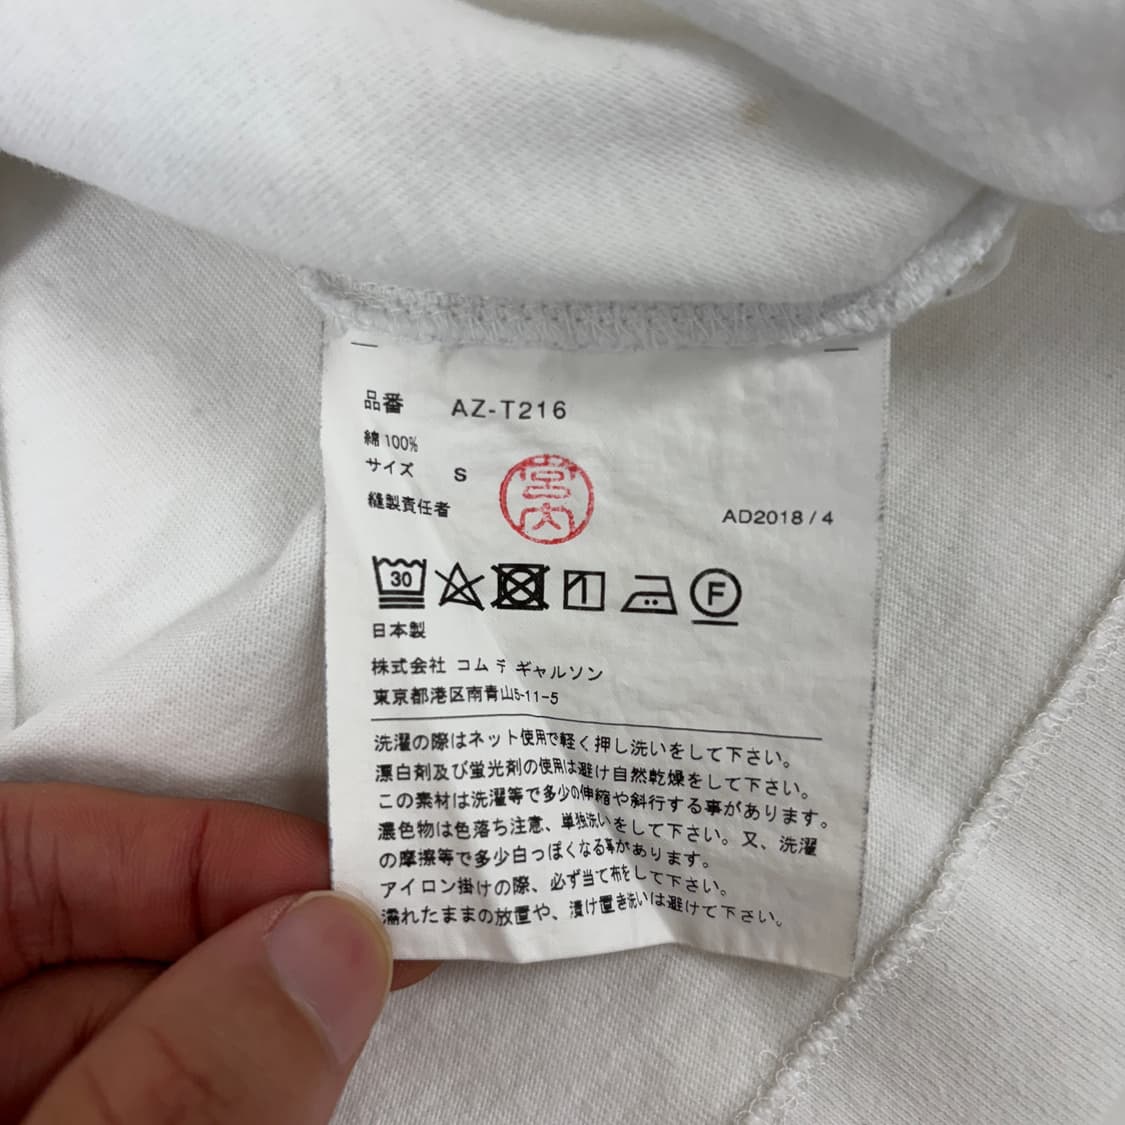 品番 AZ-T216
綿 100%
サイズ S
縫製責任者
堂内
AD2018 / 4
30
F
日本製
株式会社 コム デ ギャルソン
東京都港区南青山5-11-5
洗濯の際はネット使用で軽く押し洗いをして下さい。
漂白剤及び蛍光剤の使用は避け自然乾燥をして下さい。
この素材は洗濯等で多少の伸縮や斜行する事があります。
濃色物は色落ち注意、単独洗いをして下さい。又、洗濯
の摩擦等で多少白っぽくなる事があります。
アイロン掛けの際、必ず当て布をして下さい。
濡れたままの放置や、漬け置き洗いは避けて下さい。